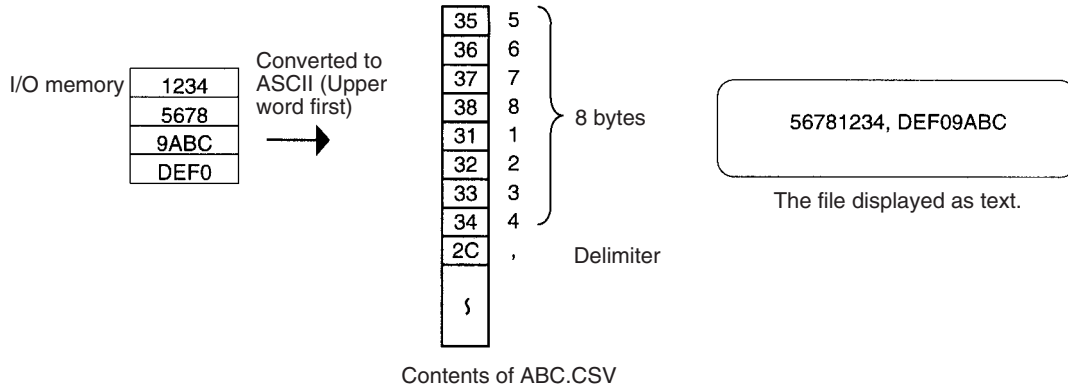 I/O memory
1234
5678
9ABC
DEF0
Converted to
ASCII (Upper
word first)
35 5
36 6
37 7
38 8
31 1
32 2
33 3
34 4
2C ,
8 bytes
Delimiter
Contents of ABC.CSV
56781234, DEF09ABC
The file displayed as text.